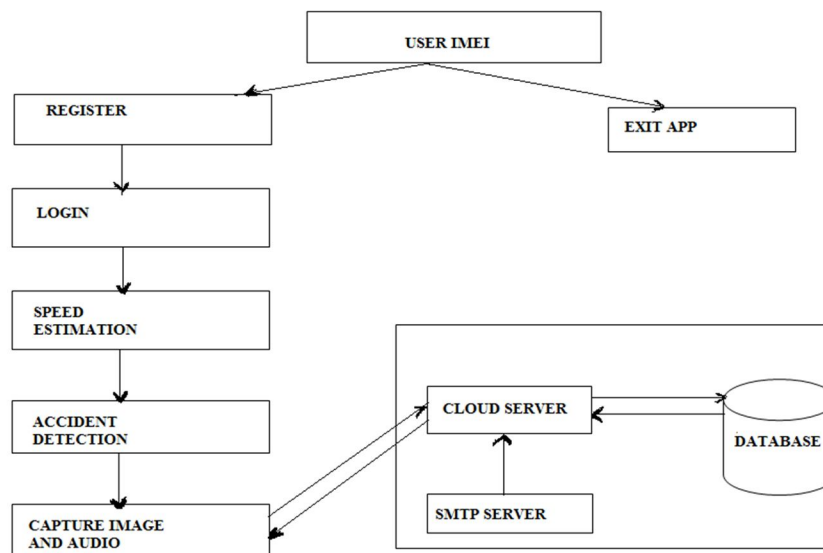 USER IMEI
REGISTER
EXIT APP
LOGIN
SPEED
ESTIMATION
ACCIDENT
DETECTION
CLOUD SERVER
DATABASE
SMTP SERVER
CAPTURE IMAGE
AND AUDIO